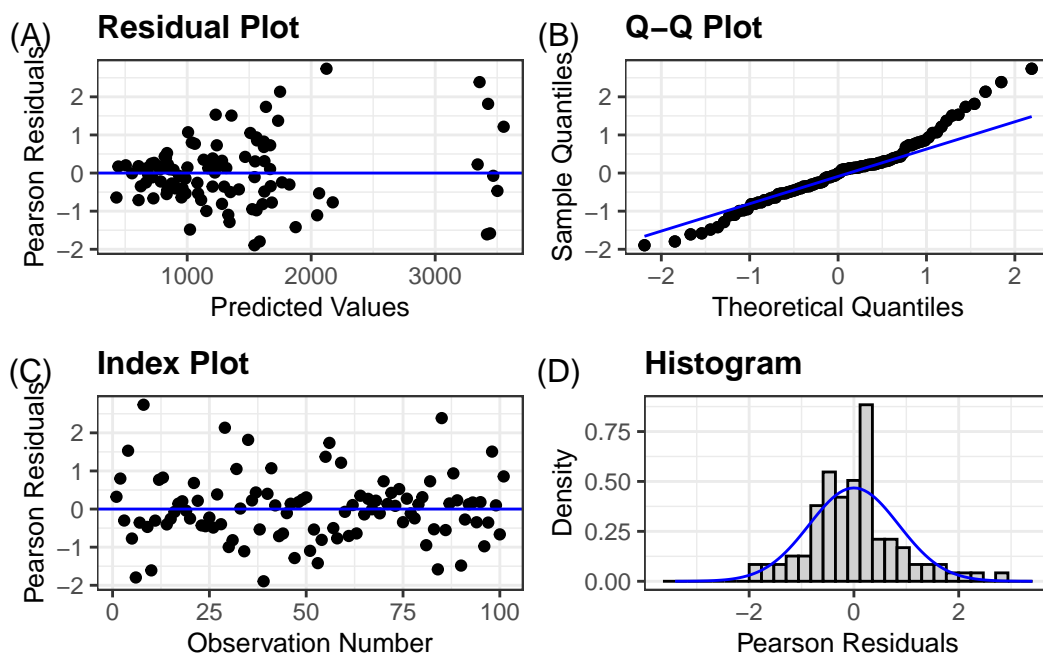 (A) Residual Plot
Pearson Residuals
2
1
0
−1
−2
1000 2000 3000
Predicted Values
(B) Q−Q Plot
Sample Quantiles
2
1
0
−1
−2
−2 −1 0 1 2
Theoretical Quantiles
(C) Index Plot
Pearson Residuals
2
1
0
−1
−2
0 25 50 75 100
Observation Number
(D) Histogram
Density
0.75
0.50
0.25
0.00
−2 0 2
Pearson Residuals